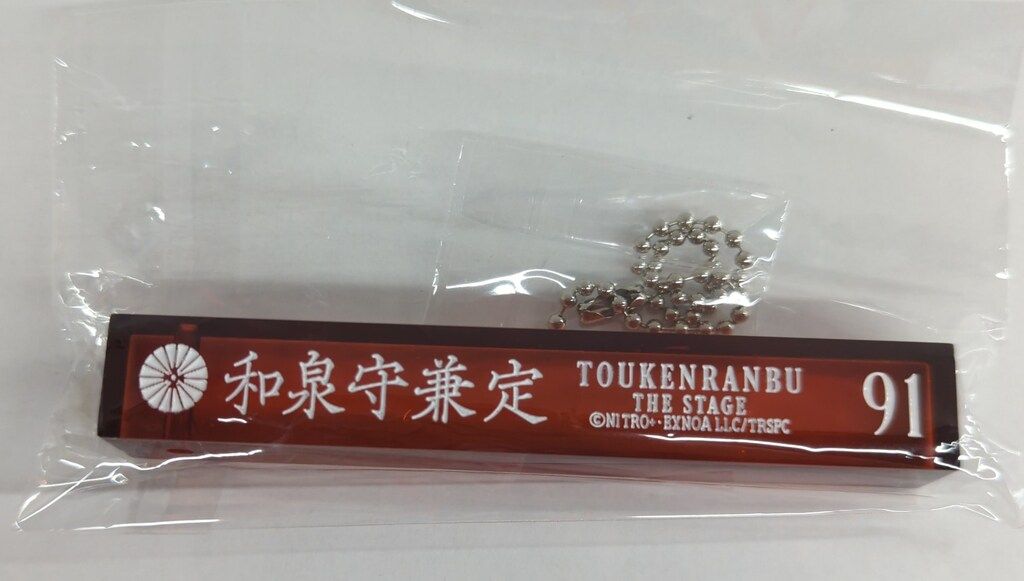 和泉守兼定
TOUKENRANBU
THE STAGE
©NITRO+・EXNOA LLC/TRSPC
91